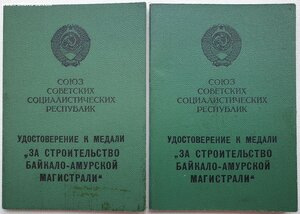 СОЮЗ
СОВЕТСКИХ
СОЦИАЛИСТИЧЕСКИХ
РЕСПУБЛИК
УДОСТОВЕРЕНИЕ К МЕДАЛИ
„ЗА СТРОИТЕЛЬСТВО
БАЙКАЛО-АМУРСКОЙ
МАГИСТРАЛИ“
СОЮЗ
СОВЕТСКИХ
СОЦИАЛИСТИЧЕСКИХ
РЕСПУБЛИК
УДОСТОВЕРЕНИЕ К МЕДАЛИ
„ЗА СТРОИТЕЛЬСТВО
БАЙКАЛО-АМУРСКОЙ
МАГИСТРАЛИ“